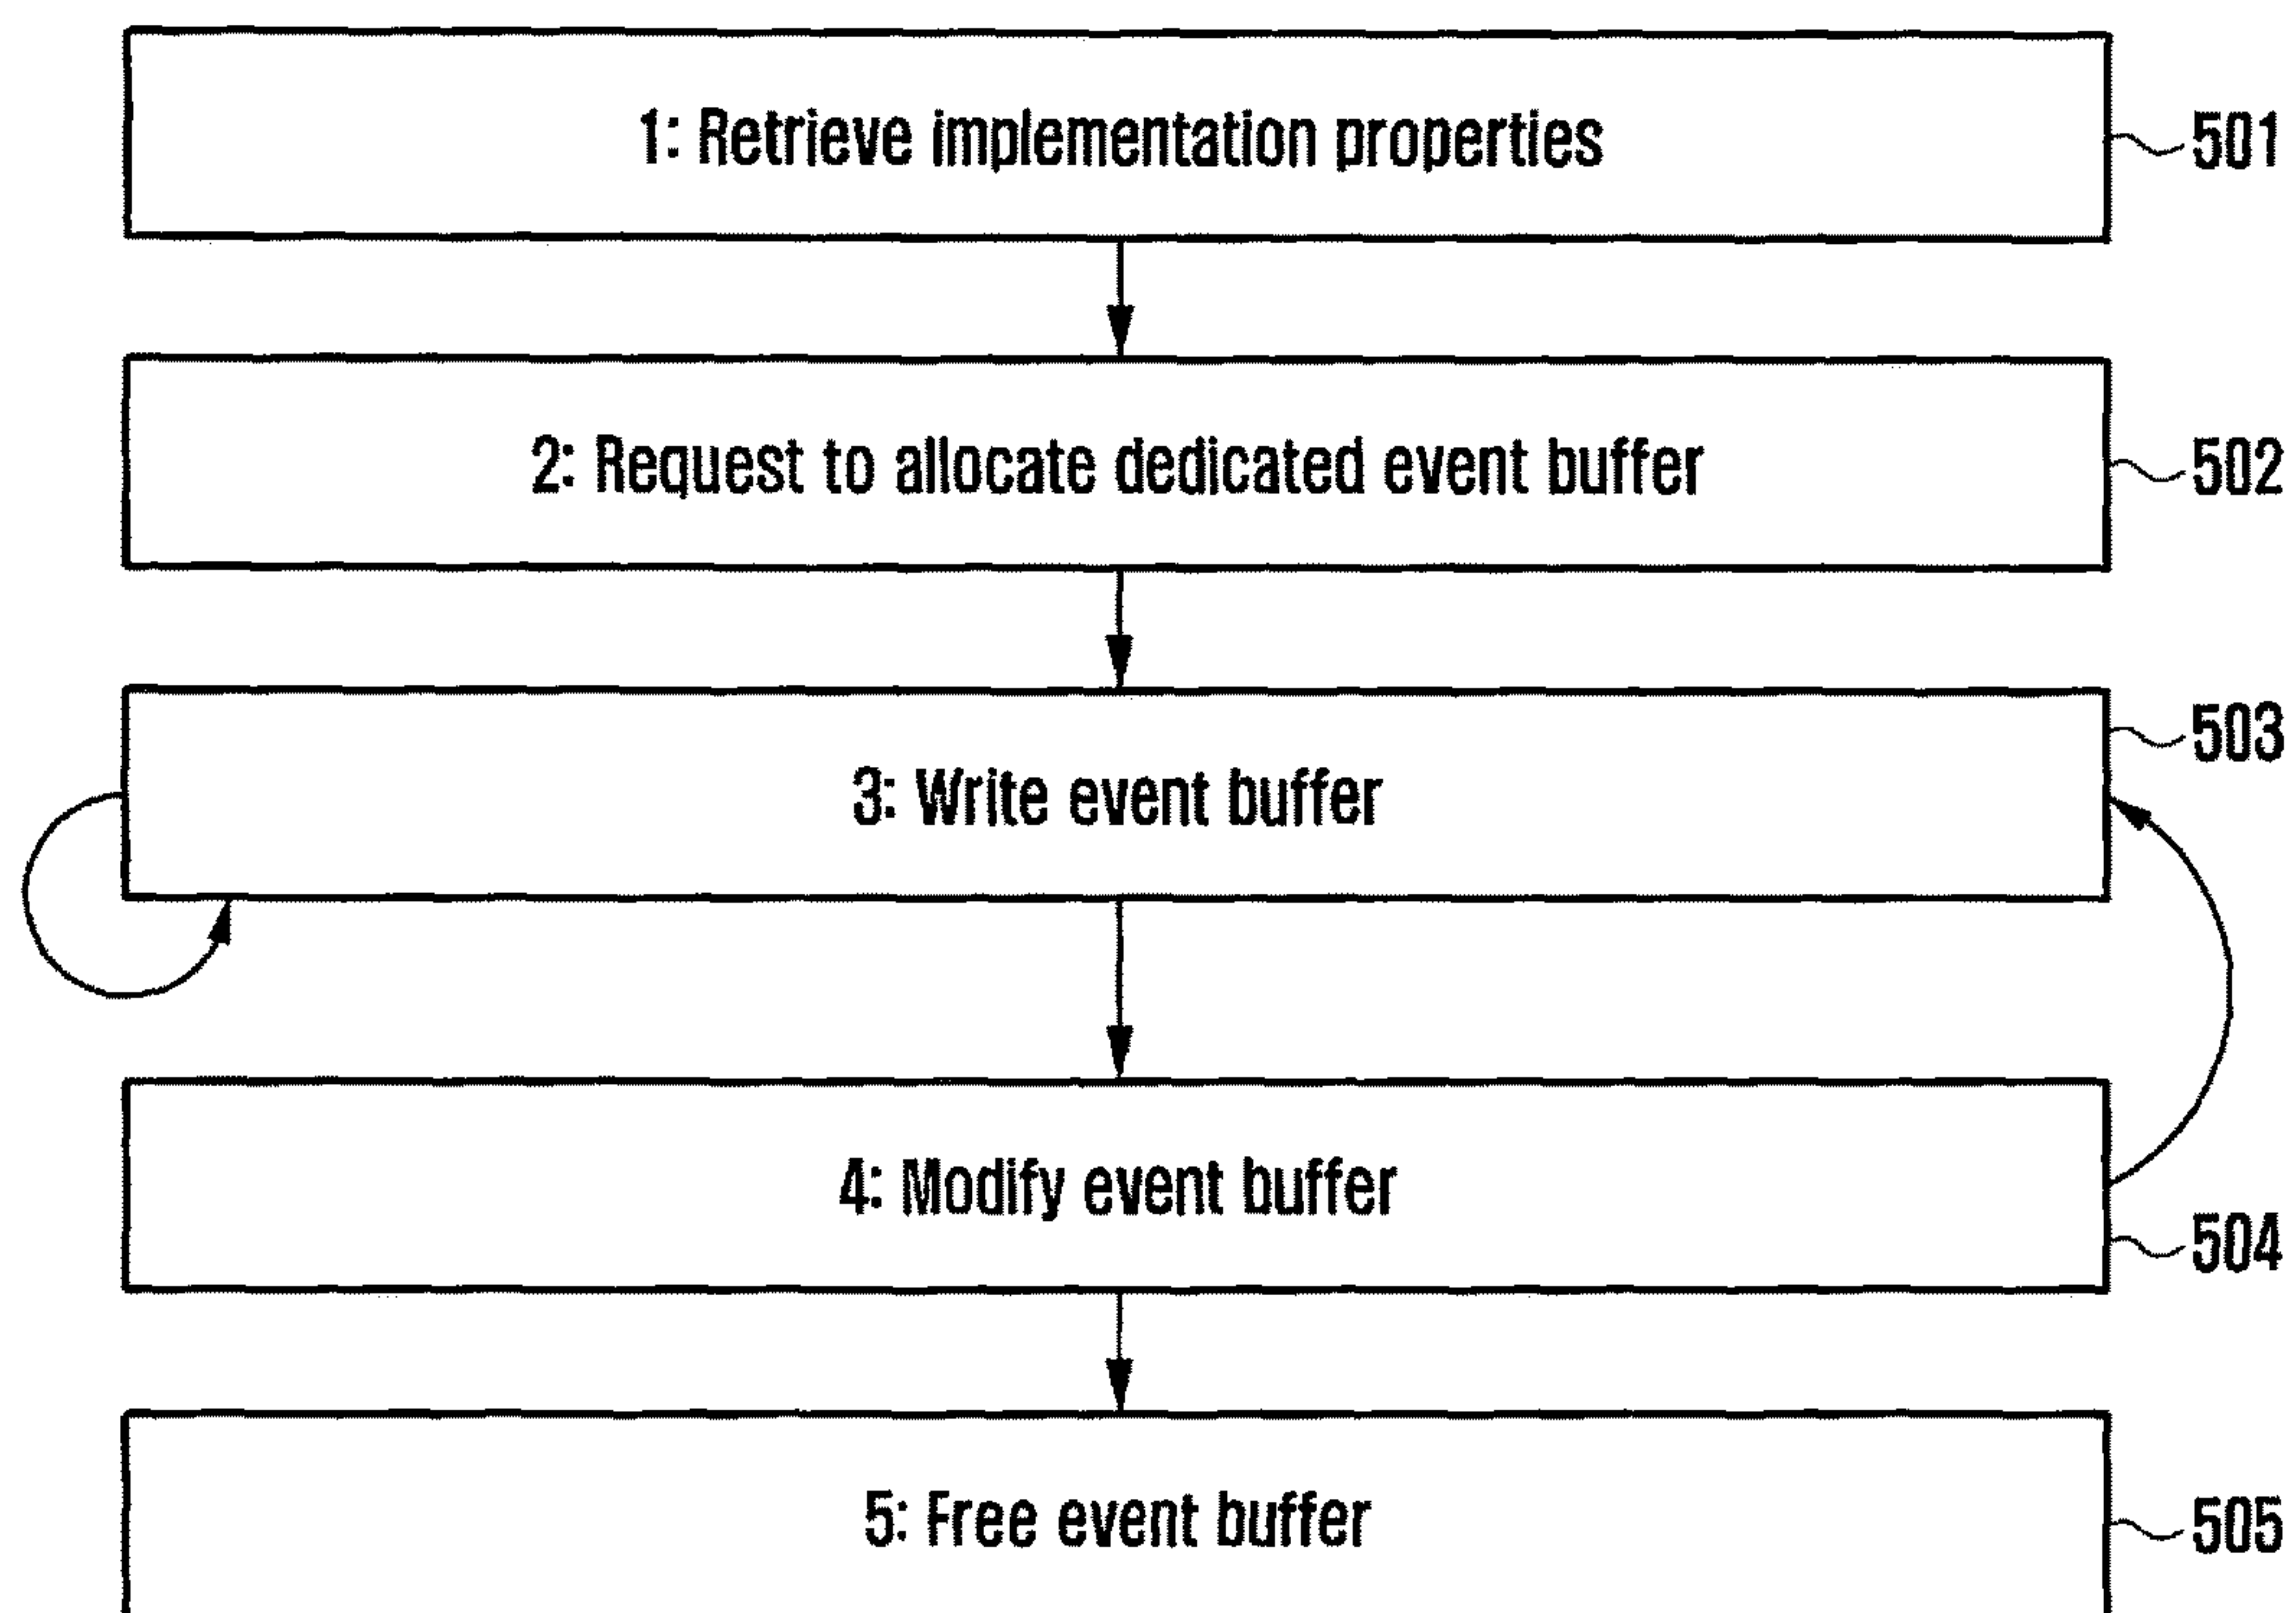 1: Retrieve implementation properties
501
2: Request to allocate dedicated event buffer
502
503
3: Write event buffer
4: Modify event buffer
504
5: Free event buffer
505